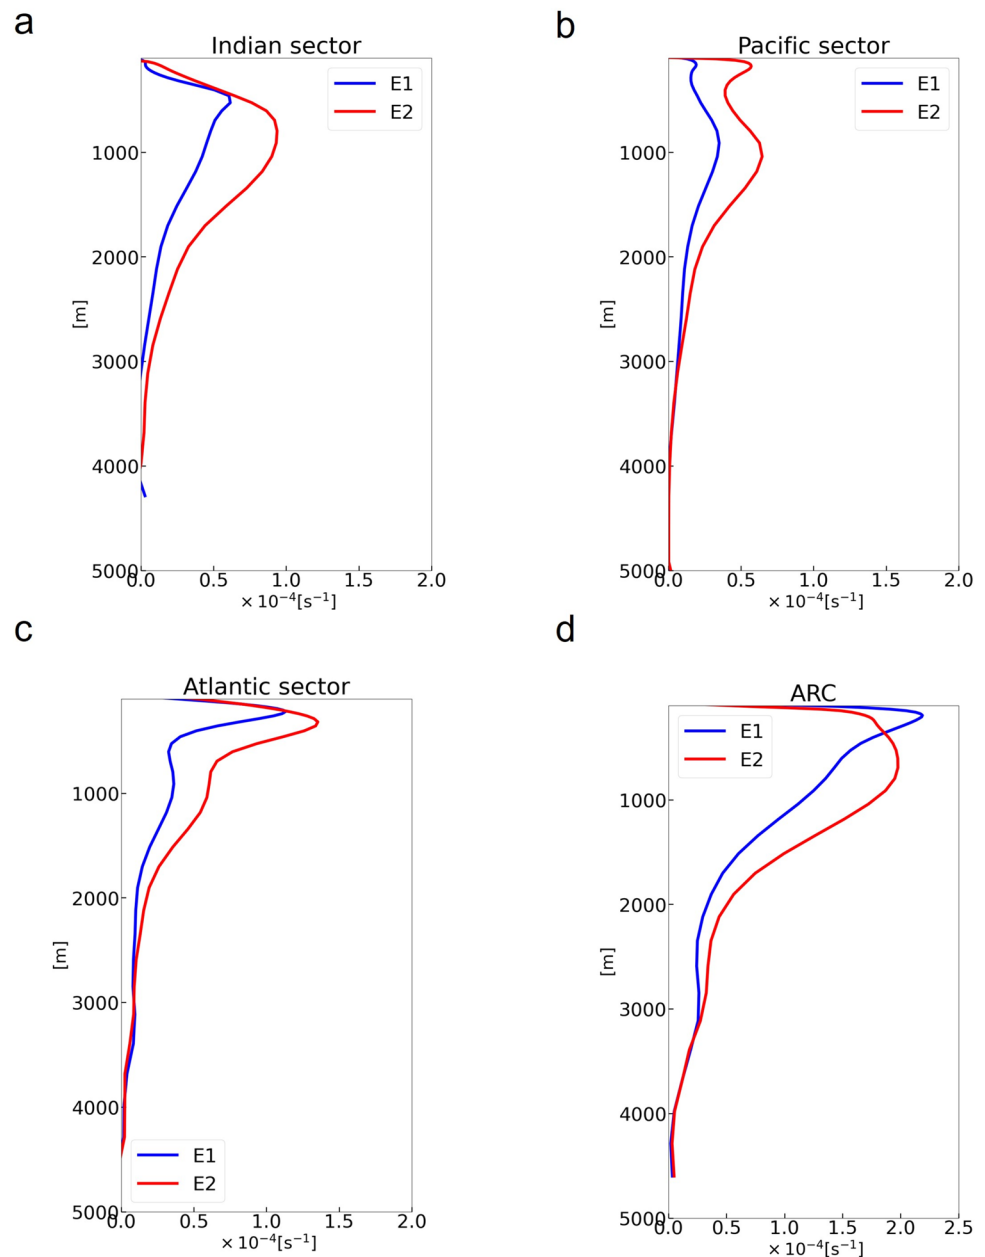 a
Indian sector
E1
E2
1000
2000
[m]
3000
4000
5000
0.0 0.5 1.0 1.5 2.0
× 10⁻⁴[s⁻¹]
b
Pacific sector
E1
E2
1000
2000
[m]
3000
4000
5000
0.0 0.5 1.0 1.5 2.0
× 10⁻⁴[s⁻¹]
c
Atlantic sector
1000
2000
[m]
3000
4000
E1
E2
5000
0.0 0.5 1.0 1.5 2.0
× 10⁻⁴[s⁻¹]
d
ARC
E1
E2
1000
2000
[m]
3000
4000
5000
0.0 0.5 1.0 1.5 2.0 2.5
× 10⁻⁴[s⁻¹]